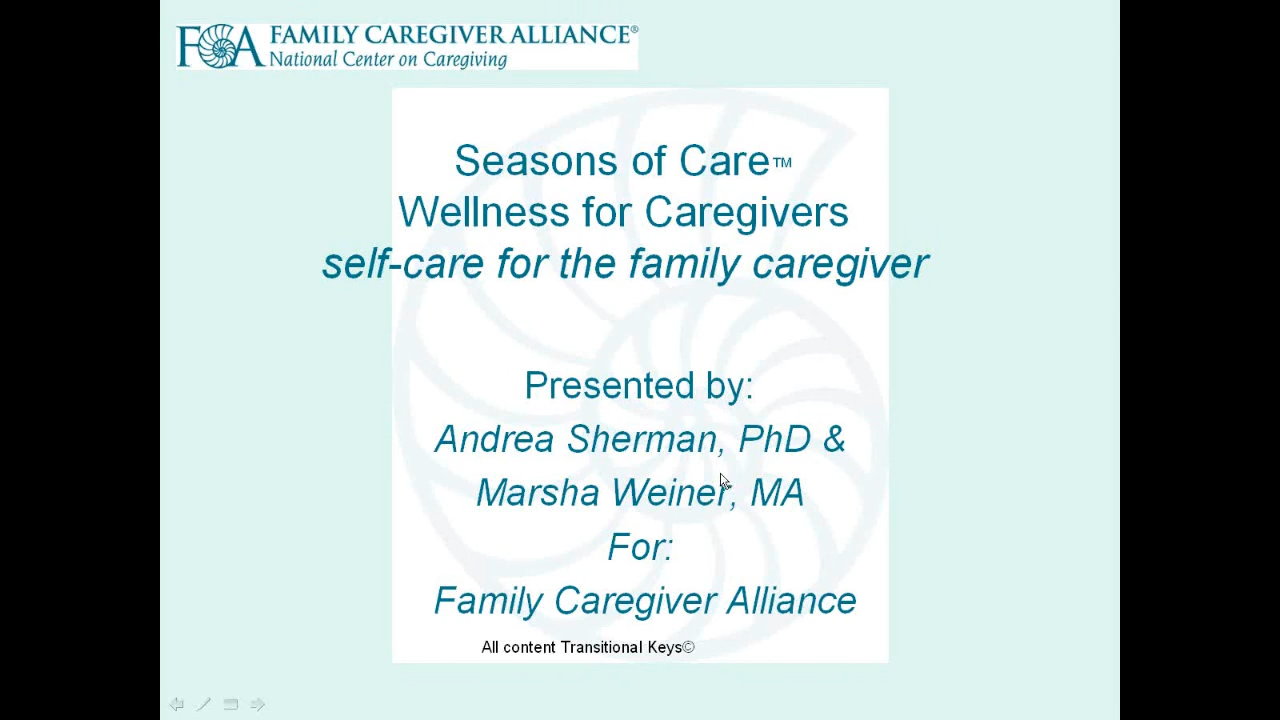 FCA FAMILY CAREGIVER ALLIANCE®
National Center on Caregiving
Seasons of Care™
Wellness for Caregivers
self-care for the family caregiver
Presented by:
Andrea Sherman, PhD &
Marsha Weiner, MA
For:
Family Caregiver Alliance
All content Transitional Keys©